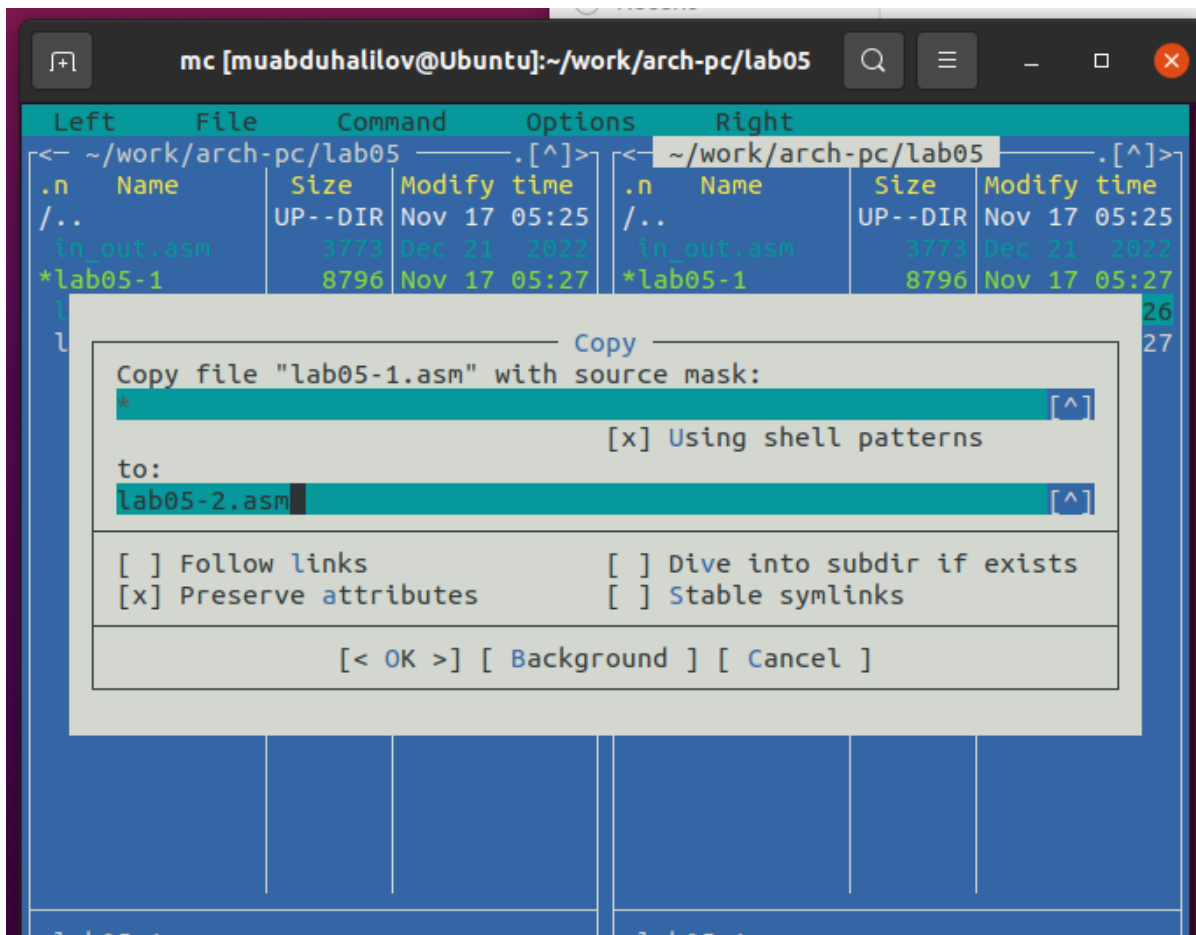 mc [muabduhalilov@Ubuntu]:~/work/arch-pc/lab05
Left File Command Options Right
<─ ~/work/arch-pc/lab05 ──────.[^]>
<─ ~/work/arch-pc/lab05 ──────.[^]>
.n Name Size Modify time .n Name Size Modify time
/.. UP--DIR Nov 17 05:25 /.. UP--DIR Nov 17 05:25
in_out.asm 3773 Dec 21 2022 in_out.asm 3773 Dec 21 2022
*lab05-1 8796 Nov 17 05:27 *lab05-1 8796 Nov 17 05:27
l 26
l 27
Copy
Copy file "lab05-1.asm" with source mask:
* [^]
[x] Using shell patterns
to:
lab05-2.asm [^]
[ ] Follow links [ ] Dive into subdir if exists
[x] Preserve attributes [ ] Stable symlinks
[< OK >] [ Background ] [ Cancel ]